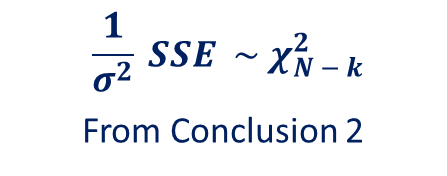 1/σ² SSE ~ χ²_{N – k}
From Conclusion 2